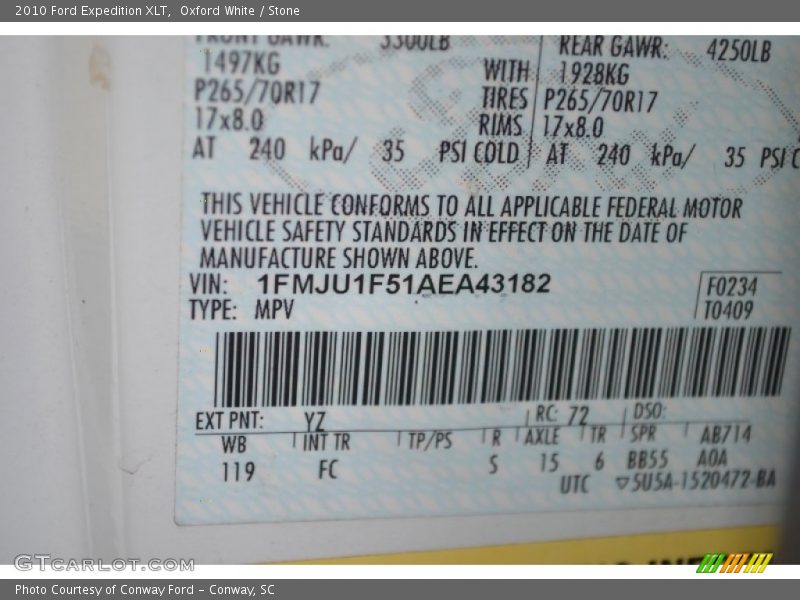 2010 Ford Expedition XLT,  Oxford White / Stone
FRONT GAWR: 3300LB REAR GAWR: 4250LB
1497KG WITH 1928KG
P265/70R17 TIRES P265/70R17
17x8.0 RIMS 17x8.0
AT 240 kPa/ 35 PSI COLD AT 240 kPa/ 35 PSI C
THIS VEHICLE CONFORMS TO ALL APPLICABLE FEDERAL MOTOR
VEHICLE SAFETY STANDARDS IN EFFECT ON THE DATE OF
MANUFACTURE SHOWN ABOVE.
VIN: 1FMJU1F51AEA43182 F0234
TYPE: MPV T0409
EXT PNT: YZ RC: 72 DSO:
WB INT TR TP/PS R AXLE TR SPR AB714
119 FC S 15 6 BB55 AOA
UTC ▽5U5A-1520472-BA
GTCarLot.com
Photo Courtesy of Conway Ford - Conway, SC